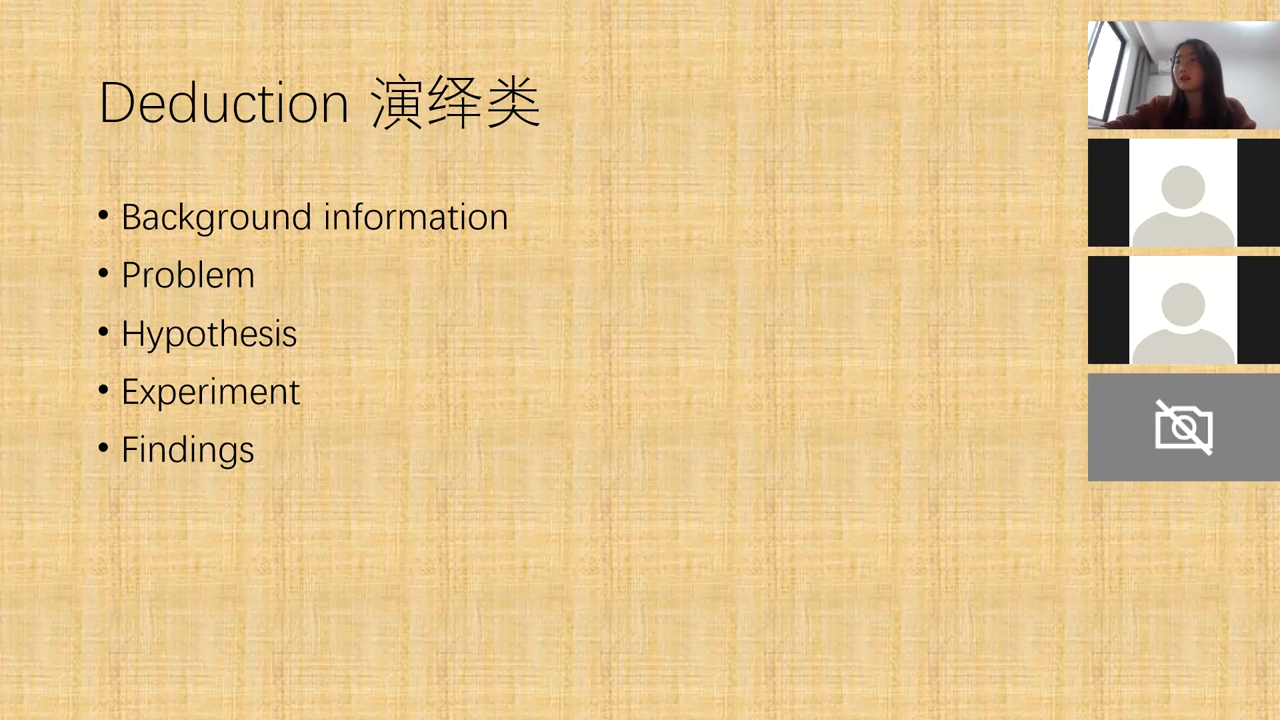 Deduction 演绎类
• Background information
• Problem
• Hypothesis
• Experiment
• Findings